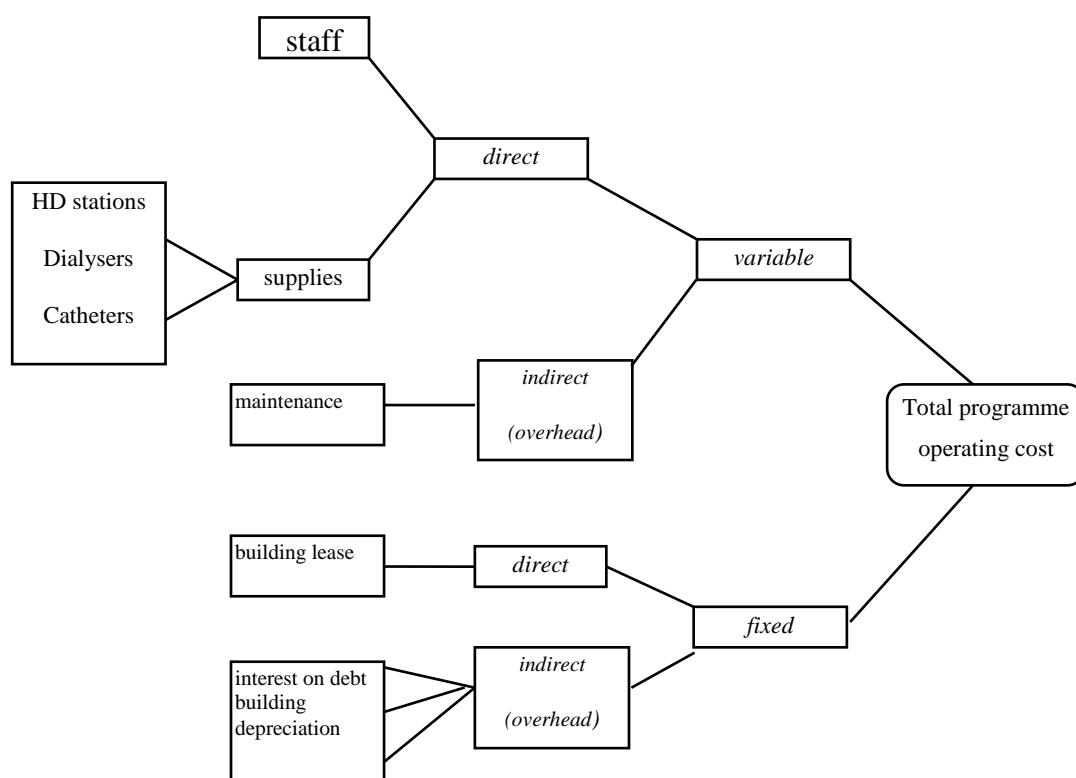 staff
direct
HD stations
Dialysers
Catheters
supplies
variable
maintenance
indirect
(overhead)
Total programme
operating cost
building lease
direct
fixed
interest on debt
building
depreciation
indirect
(overhead)